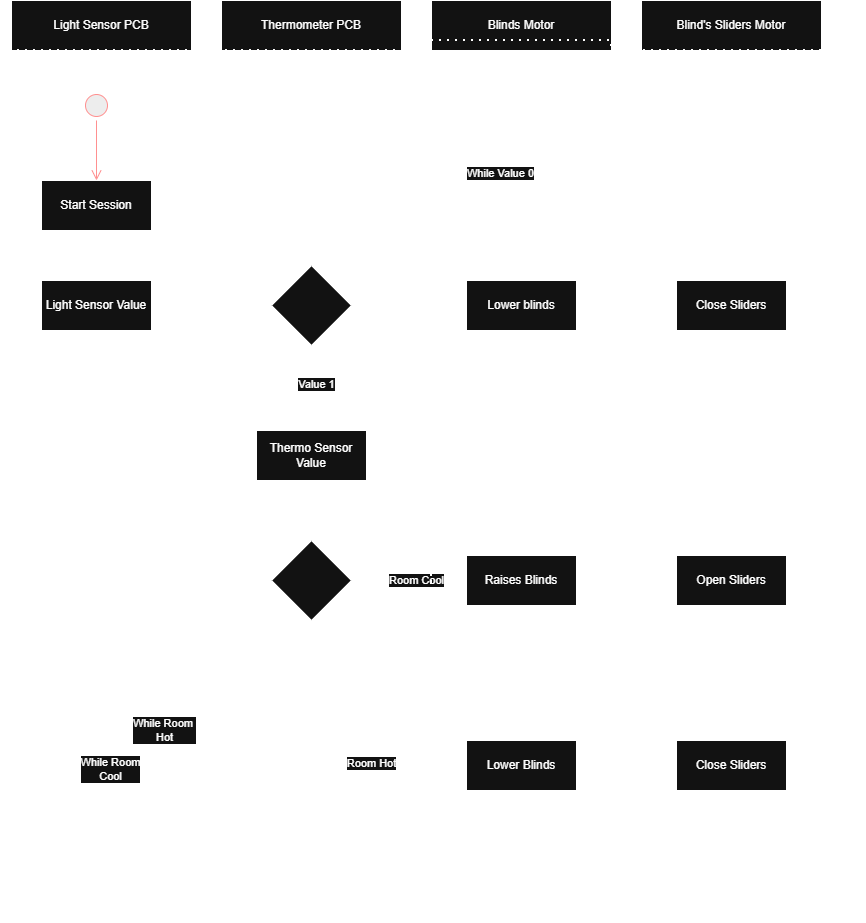 Light Sensor PCB
Thermometer PCB
Blinds Motor
Blind's Sliders Motor
While Value 0
Start Session
Light Sensor Value
Lower blinds
Close Sliders
Value 1
Thermo Sensor
Value
Room Cool
Raises Blinds
Open Sliders
While Room
Hot
While Room
Cool
Room Hot
Lower Blinds
Close Sliders